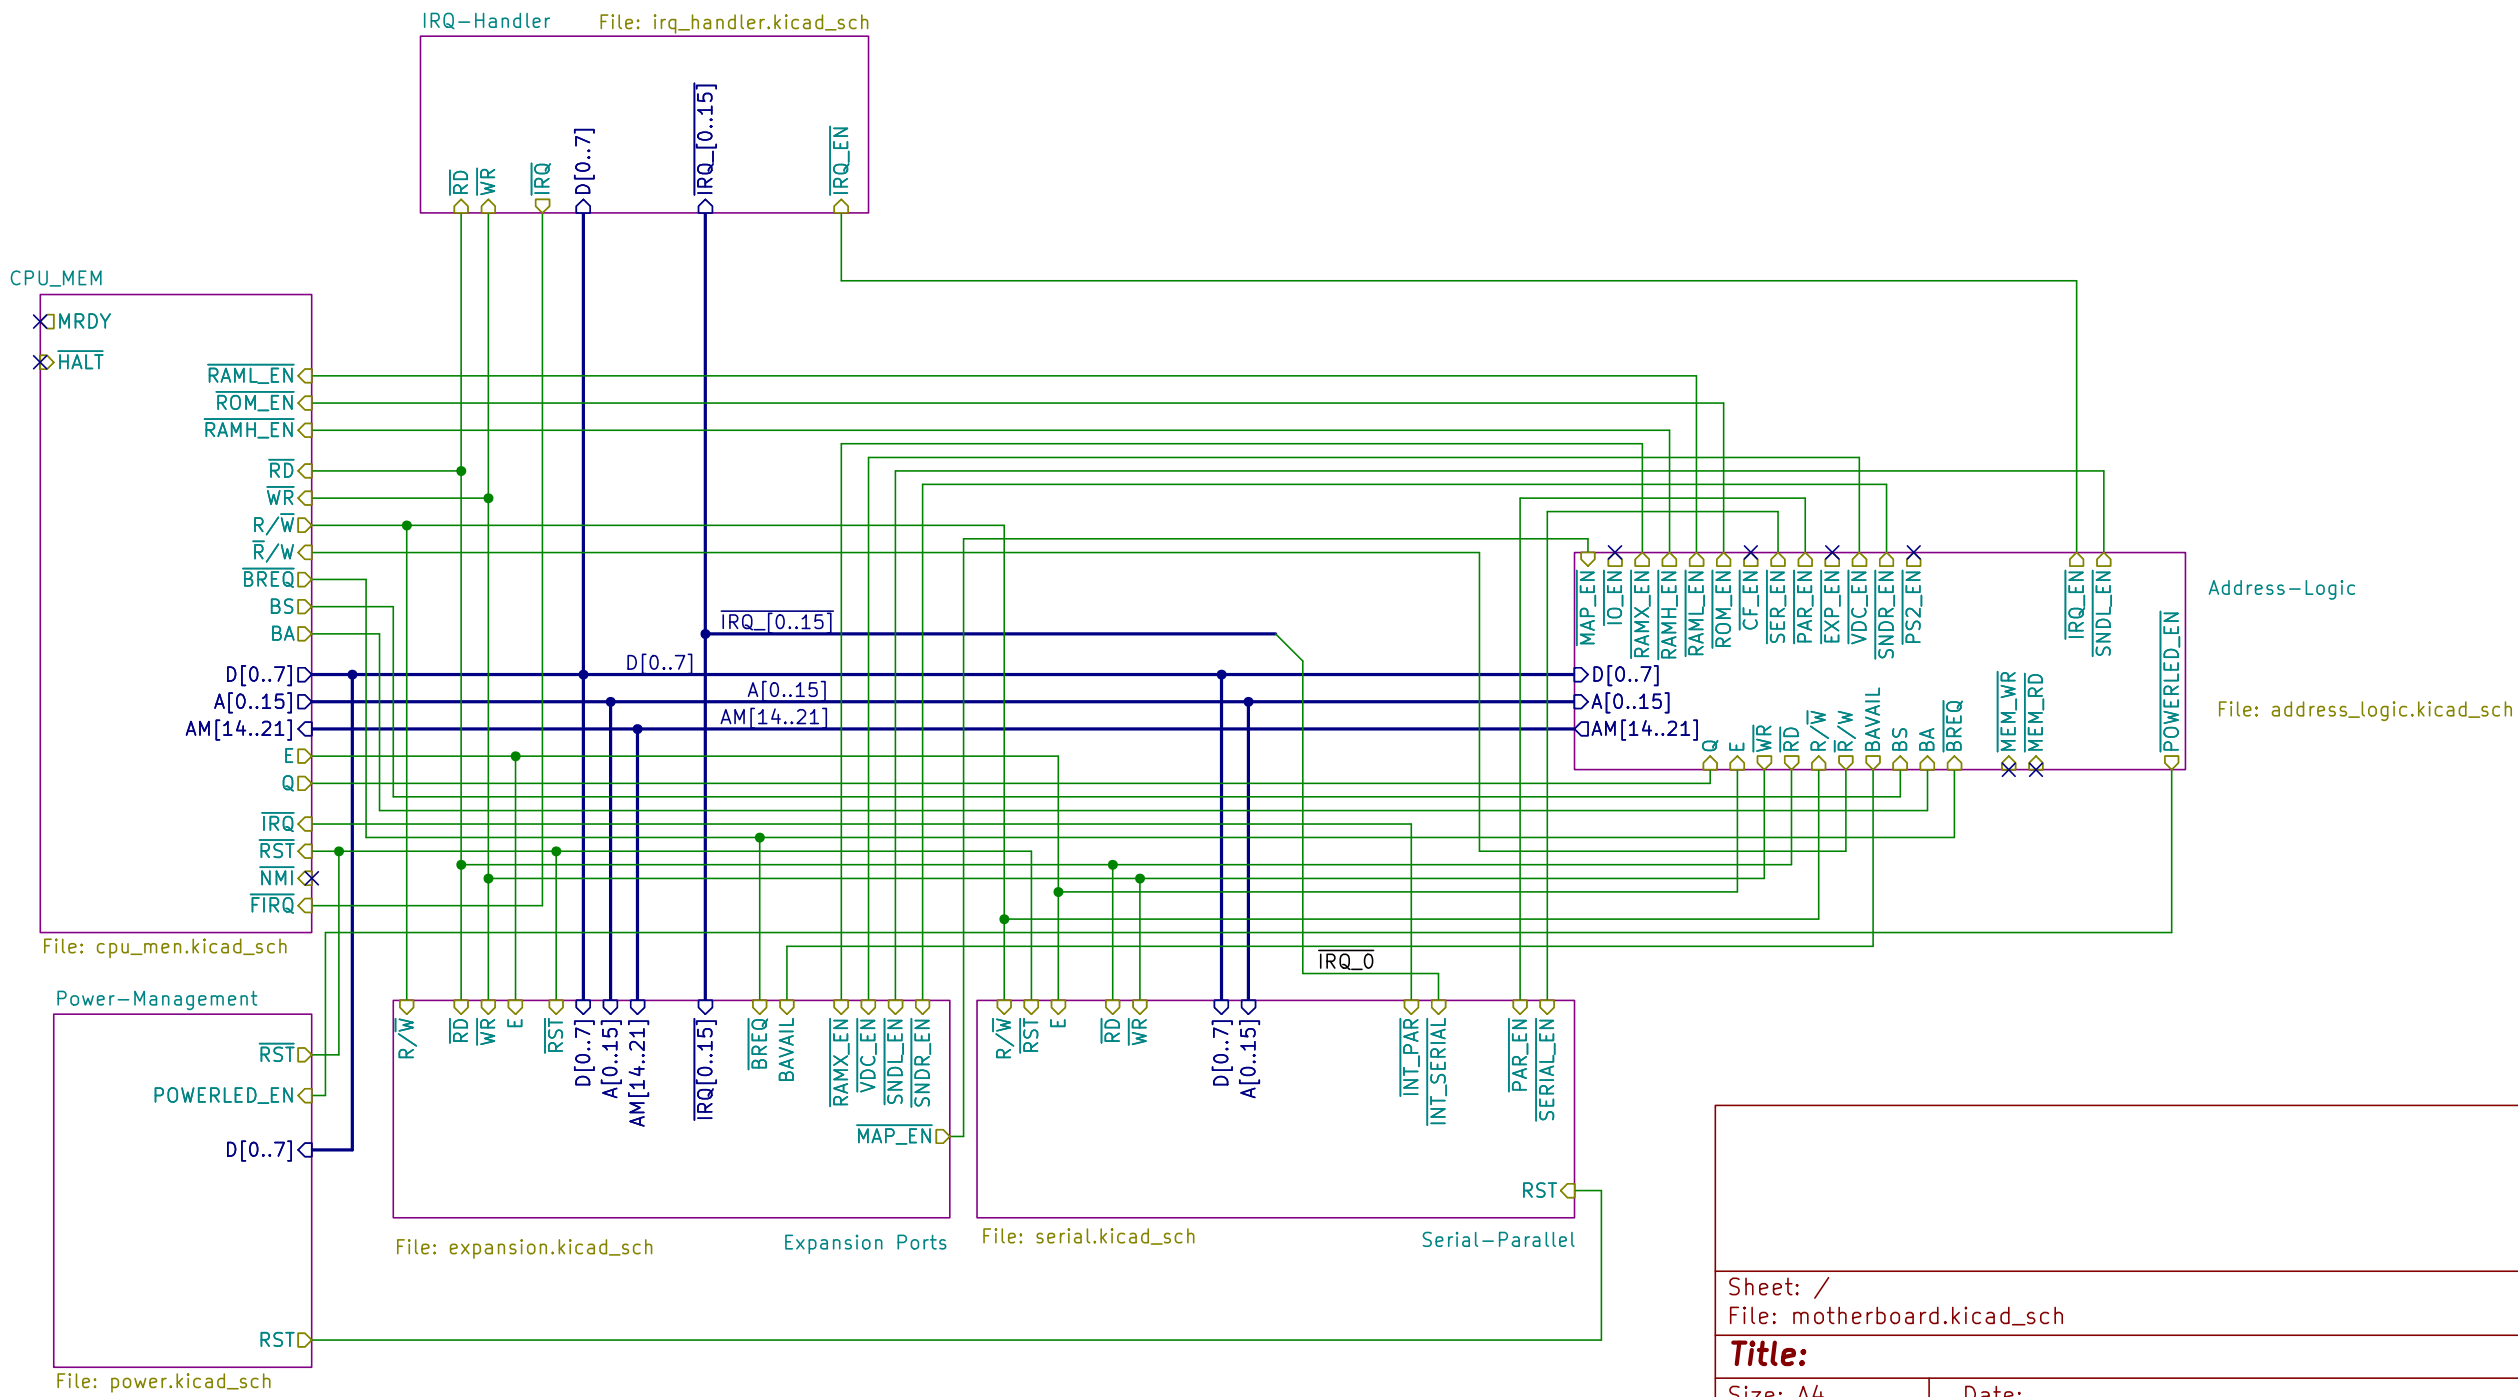 IRQ-Handler
File: irq_handler.kicad_sch
RD
WR
IRQ
D[0..7]
IRQ_[0..15]
IRQ_EN
CPU_MEM
MRDY
HALT
RAML_EN
ROM_EN
RAMH_EN
RD
WR
R/W
R/W
BREQ
BS
BA
D[0..7]
A[0..15]
AM[14..21]
E
Q
IRQ
RST
NMI
FIRQ
File: cpu_men.kicad_sch
IRQ_[0..15]
D[0..7]
A[0..15]
AM[14..21]
MAP_EN
IO_EN
RAMX_EN
RAMH_EN
RAML_EN
ROM_EN
CF_EN
SER_EN
PAR_EN
EXP_EN
VDC_EN
SNDR_EN
PS2_EN
IRQ_EN
SNDL_EN
POWERLED_EN
D[0..7]
A[0..15]
AM[14..21]
Q
E
WR
RD
R/W
R/W
BAVAIL
BS
BA
BREQ
MEM_WR
MEM_RD
Address-Logic
File: address_logic.kicad_sch
IRQ_0
Power-Management
RST
POWERLED_EN
D[0..7]
RST
File: power.kicad_sch
R/W
RD
WR
E
RST
D[0..7]
A[0..15]
AM[14..21]
IRQ[0..15]
BREQ
BAVAIL
RAMX_EN
VDC_EN
SNDL_EN
SNDR_EN
MAP_EN
File: expansion.kicad_sch
Expansion Ports
R/W
RST
E
RD
WR
D[0..7]
A[0..15]
INT_PAR
INT_SERIAL
PAR_EN
SERIAL_EN
RST
File: serial.kicad_sch
Serial-Parallel
Sheet: /
File: motherboard.kicad_sch
Title:
Size: A4
Date: